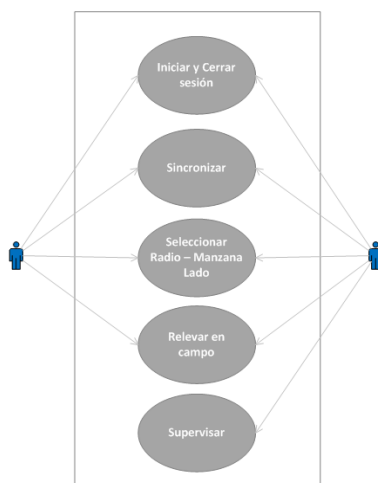 Iniciar y Cerrar
sesión
Sincronizar
Seleccionar
Radio – Manzana
Lado
Relevar en
campo
Supervisar